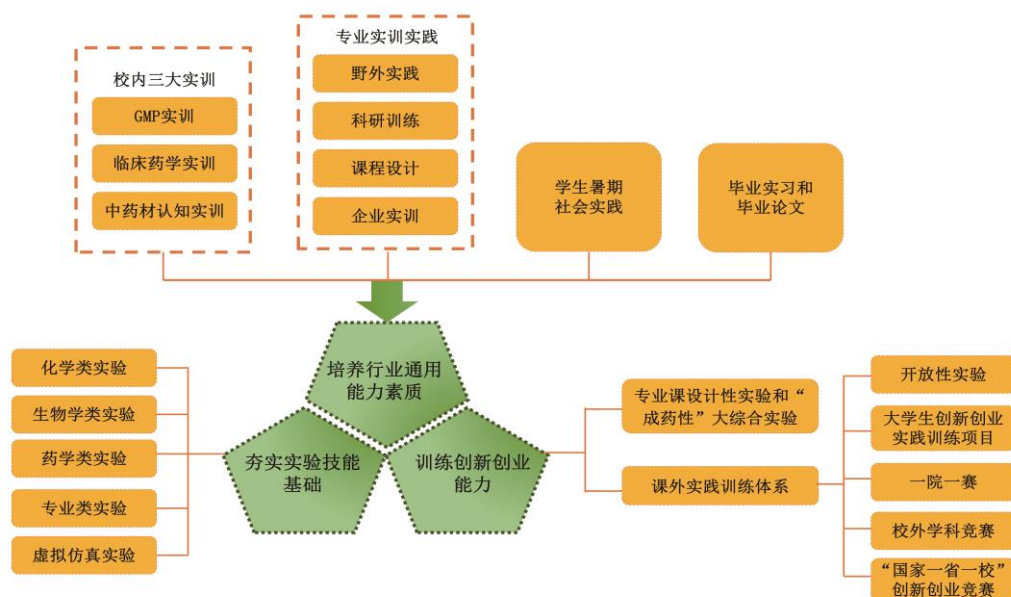 校内三大实训
GMP实训
临床药学实训
中药材认知实训
专业实训实践
野外实践
科研训练
课程设计
企业实训
学生暑期
社会实践
毕业实习和
毕业论文
培养行业通用
能力素质
夯实实验技能
基础
训练创新创业
能力
化学类实验
生物学类实验
药学类实验
专业类实验
虚拟仿真实验
专业课设计性实验和“
成药性”大综合实验
课外实践训练体系
开放性实验
大学生创新创业
实践训练项目
一院一赛
校外学科竞赛
“国家一省一校”
创新创业竞赛